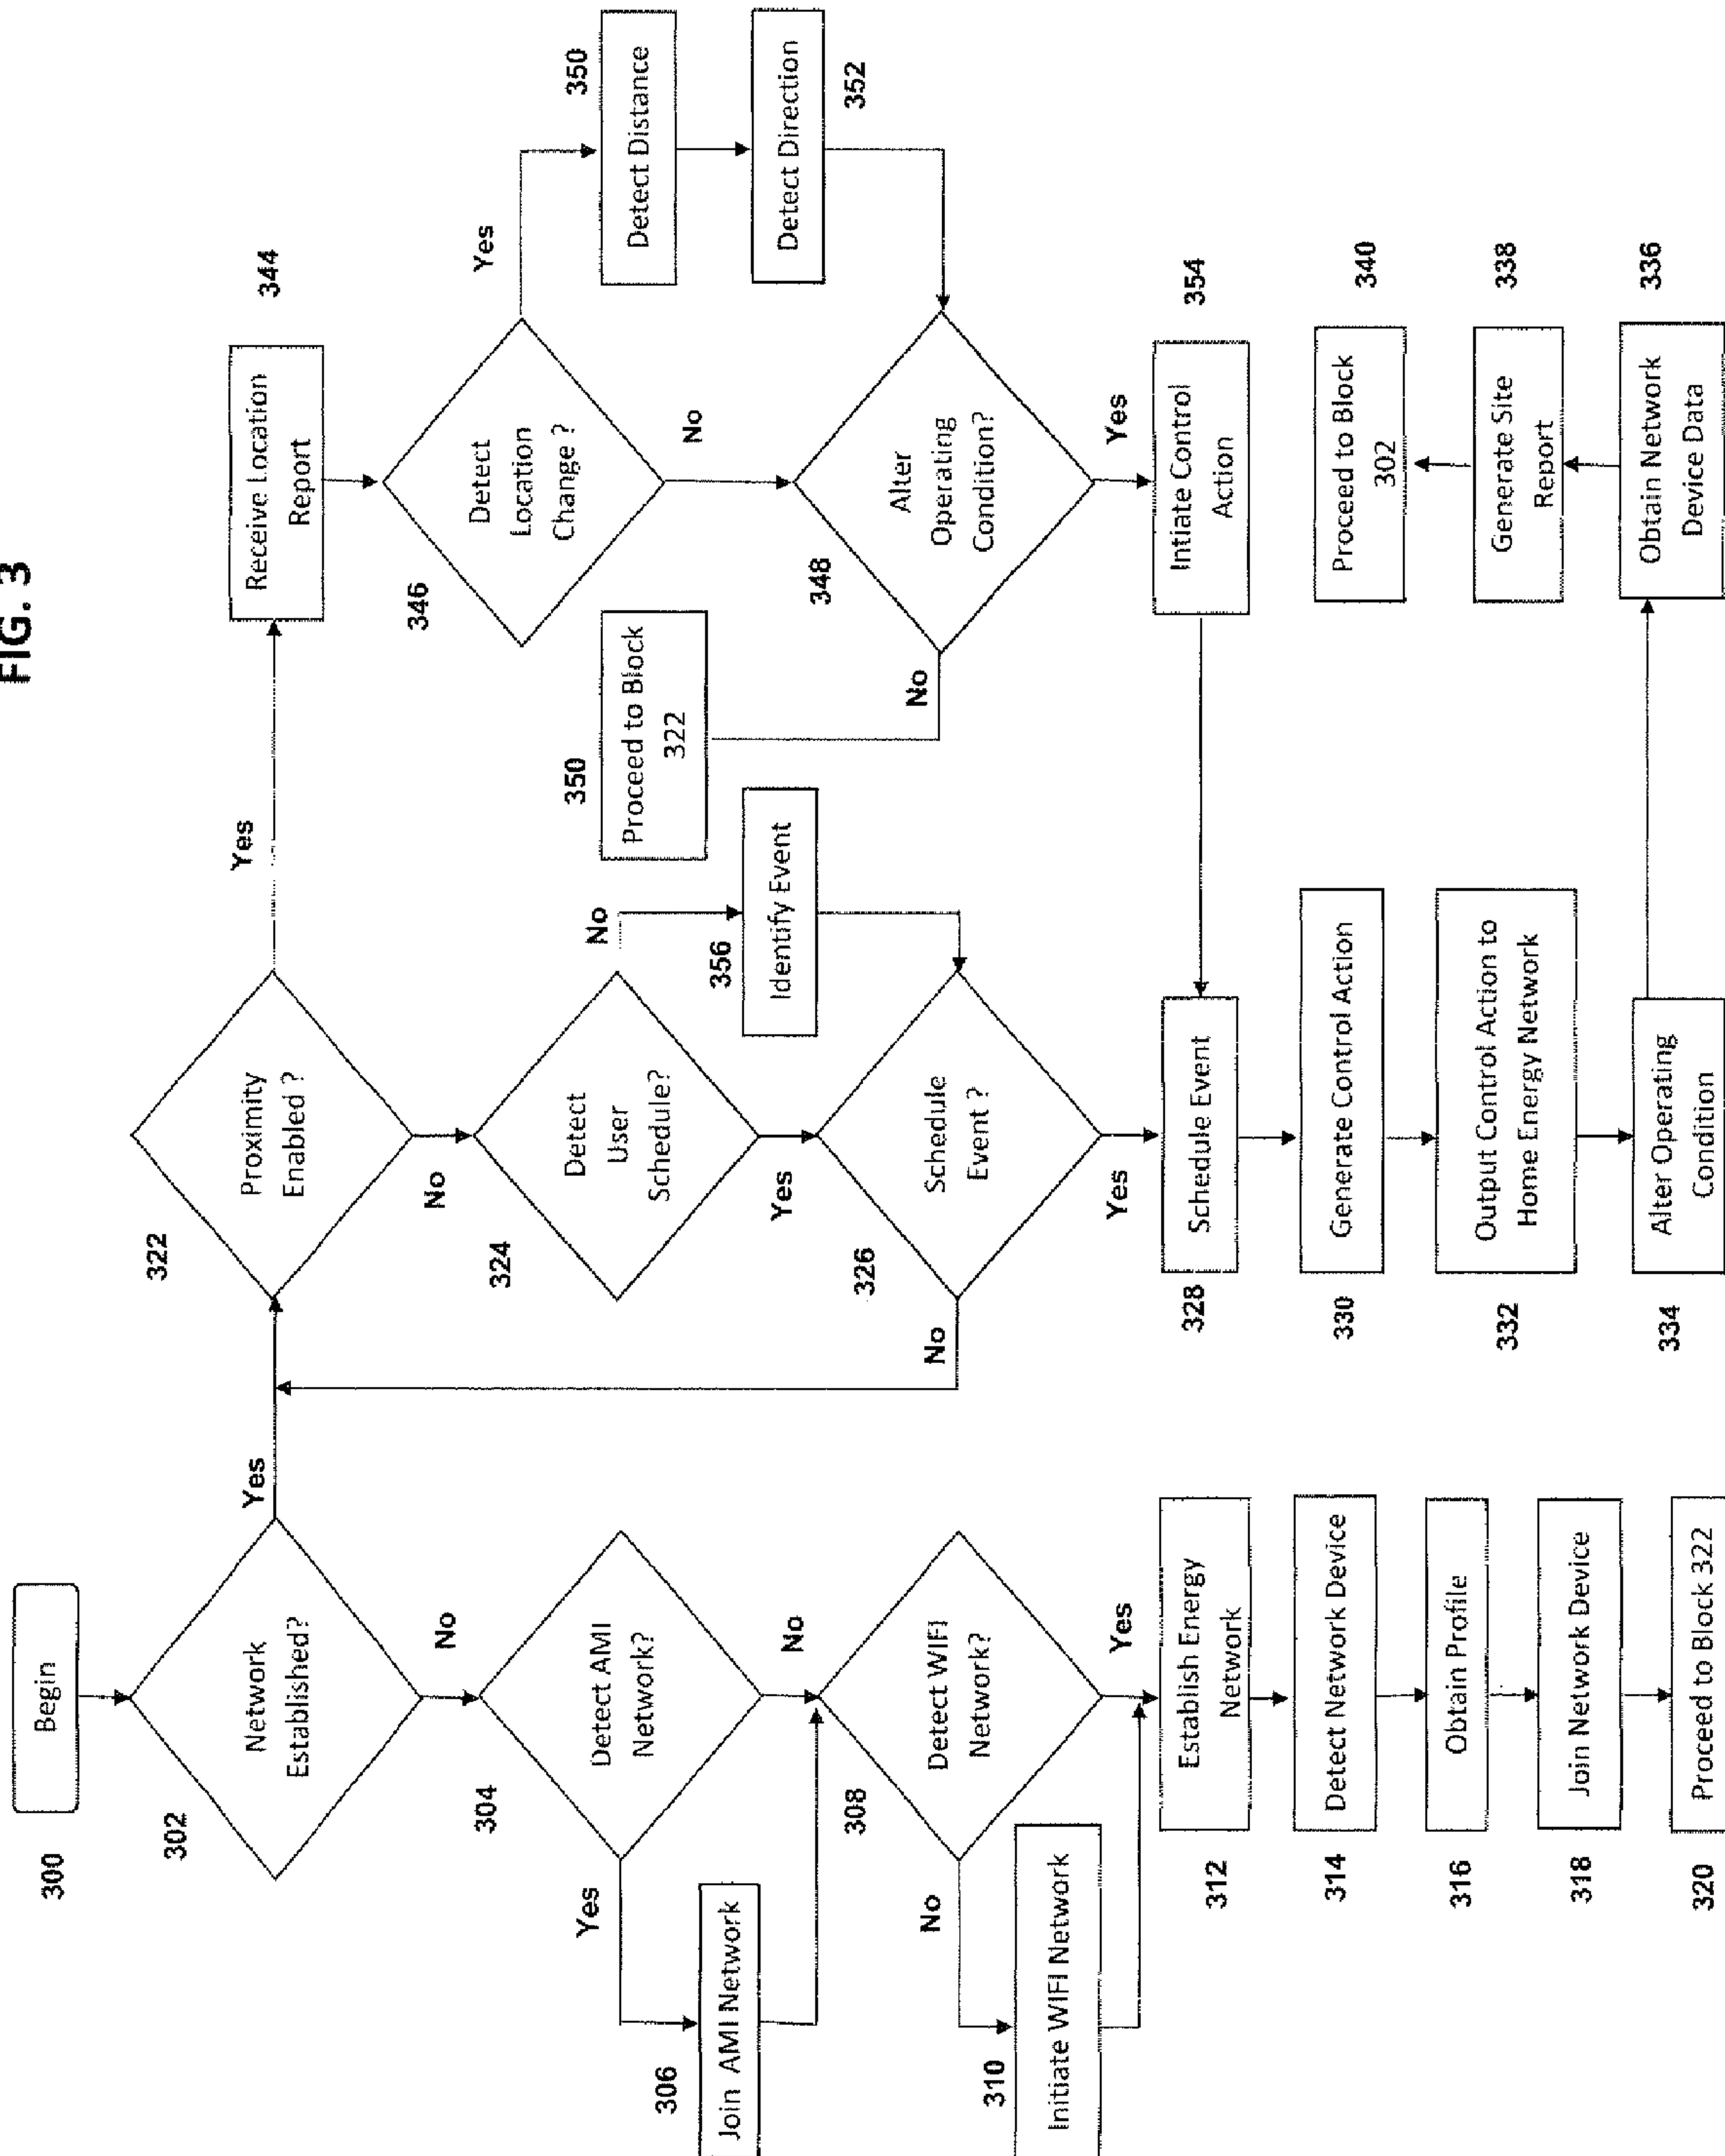 FIG. 3
300
Begin
302
Network
Established?
Yes
No
304
Detect AMI
Network?
Yes
No
306
Join AMI Network
308
Detect WIFI
Network?
No
Yes
310
Initiate WIFI Network
312
Establish Energy
Network
314
Detect Network Device
316
Obtain Profile
318
Join Network Device
320
Proceed to Block 322
322
Proximity
Enabled ?
Yes
No
324
Detect
User
Schedule?
No
Yes
356
Identify Event
326
Schedule
Event ?
No
Yes
328
Schedule Event
330
Generate Control Action
332
Output Control Action to
Home Energy Network
334
Alter Operating
Condition
344
Receive Location
Report
346
Detect
Location
Change ?
Yes
No
350
Detect Distance
352
Detect Direction
348
Alter
Operating
Condition?
No
Yes
350
Proceed to Block
322
354
Intiate Control
Action
340
Proceed to Block
302
338
Generate Site
Report
336
Obtain Network
Device Data